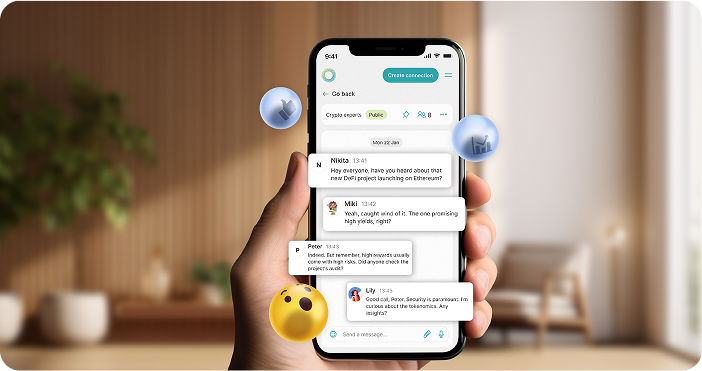 9:41
Create connection
Go back
Crypto experts Public 8
Mon 22 Jan
N Nikita 13:41
Hey everyone, have you heard about that
new DeFi project launching on Ethereum?
Miki 13:42
Yeah, caught wind of it. The one promising
high yields, right?
P Peter 13:43
Indeed. But remember, high rewards usually
come with high risks. Did anyone check the
project's audit?
Lily 13:45
Good call, Peter. Security is paramount. I'm
curious about the tokenomics. Any
insights?
Send a message...